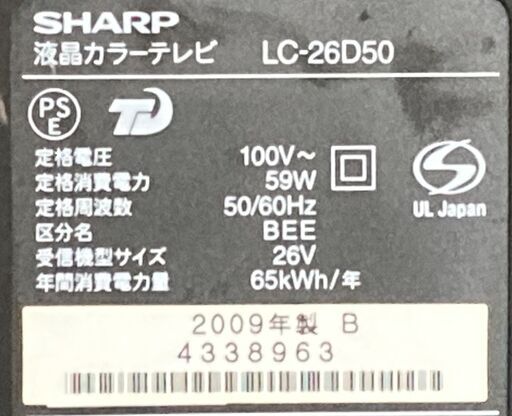 SHARP
液晶カラーテレビ LC-26D50
PS
E
定格電圧 100V～
定格消費電力 59W
定格周波数 50/60Hz
区分名 BEE
受信機型サイズ 26V
年間消費電力量 65kWh/年
UL Japan
2009年製 B
4338963